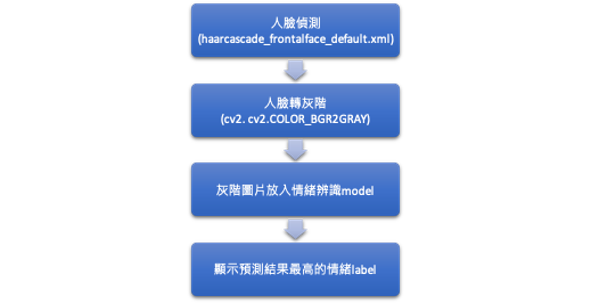 人臉偵測
(haarcascade_frontalface_default.xml)
人臉轉灰階
(cv2. cv2.COLOR_BGR2GRAY)
灰階圖片放入情緒辨識model
顯示預測結果最高的情緒label